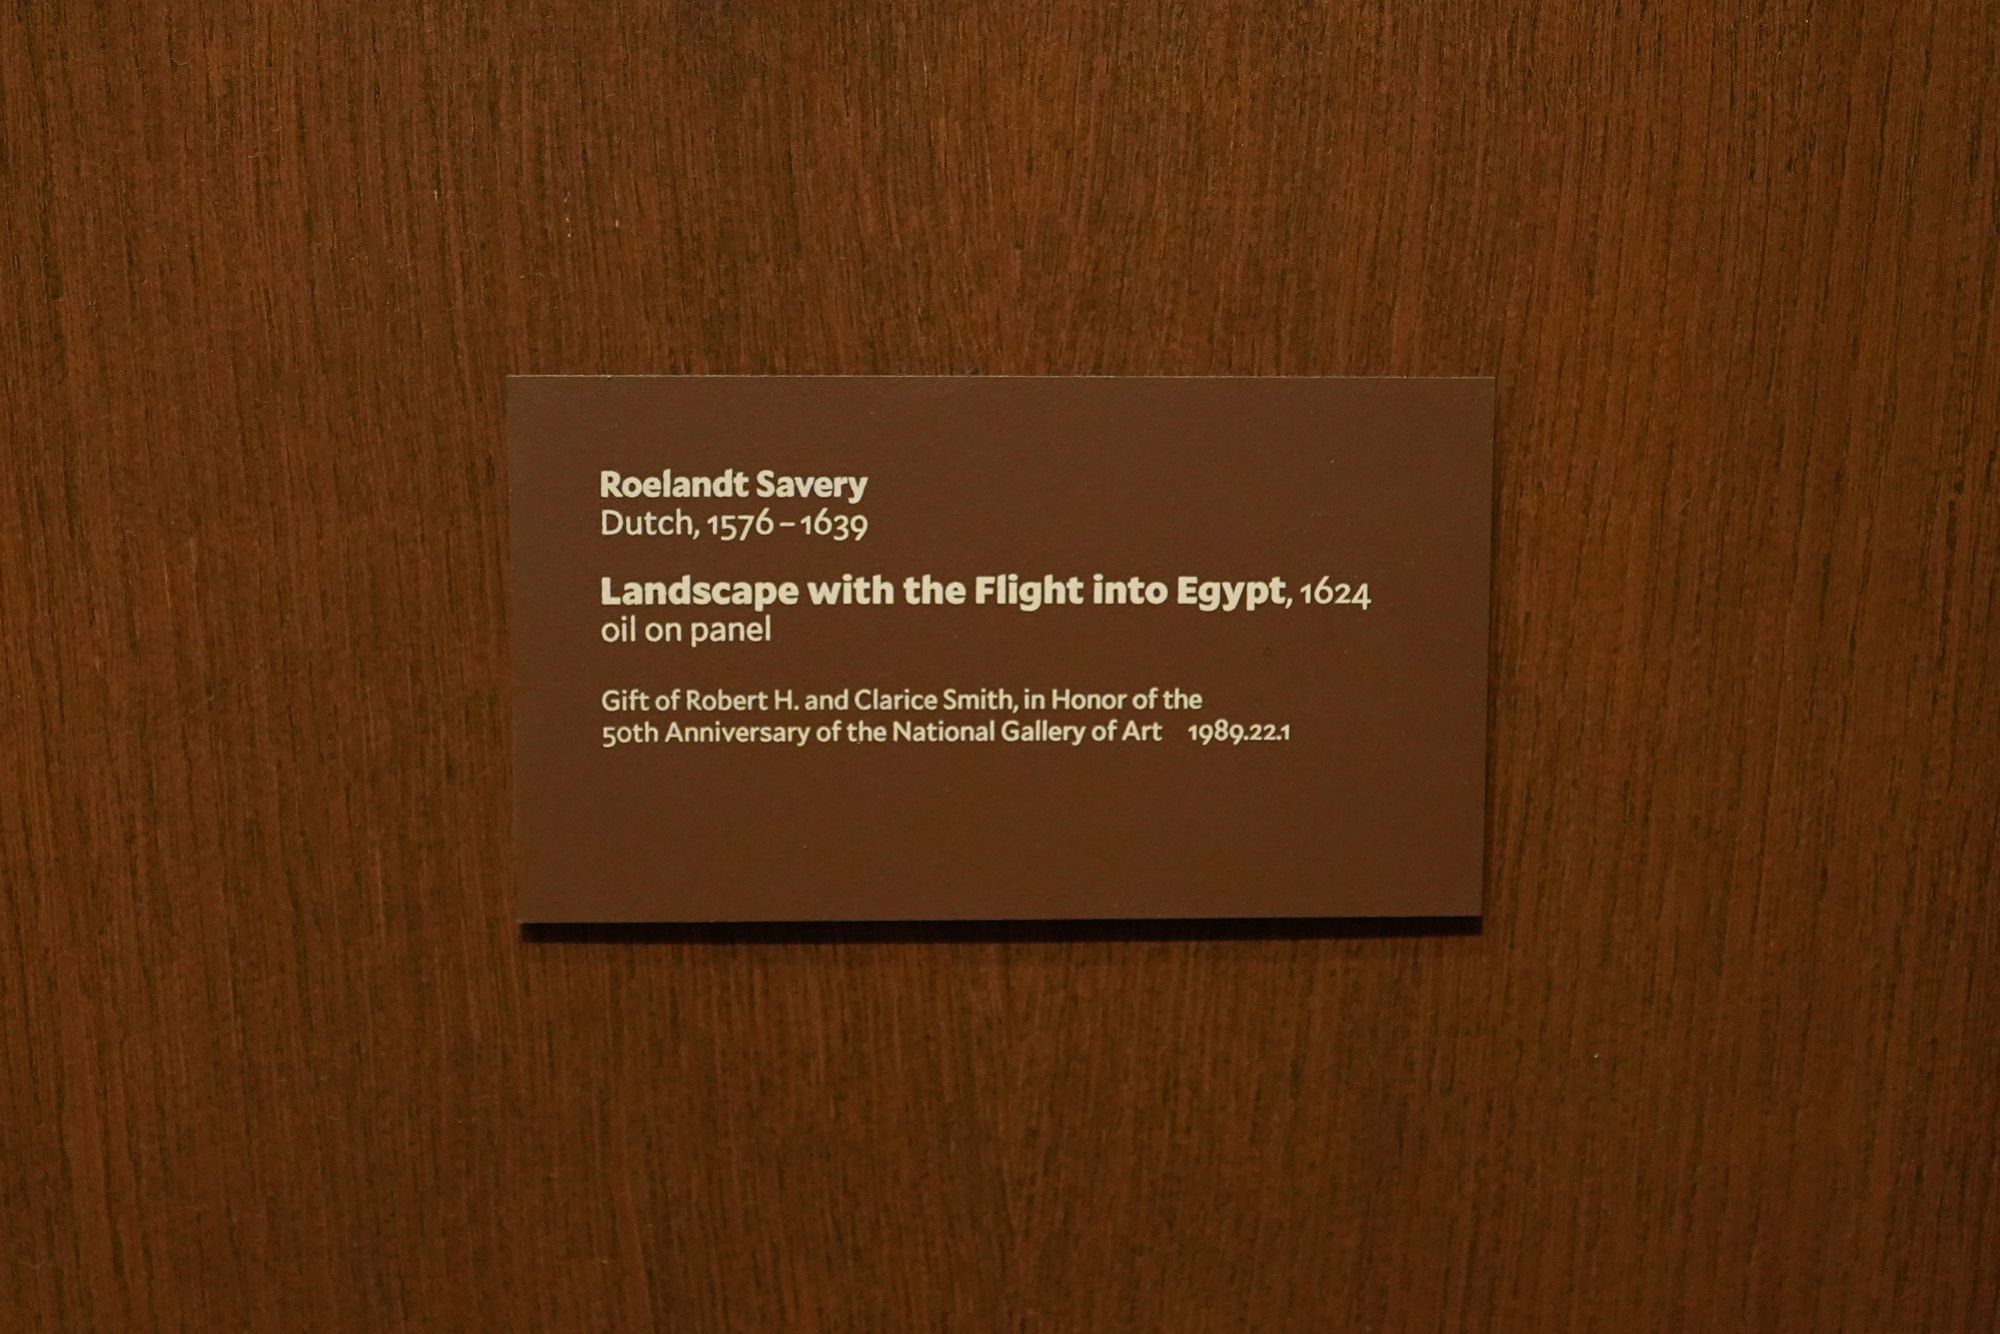 Roelandt Savery
Dutch, 1576–1639
Landscape with the Flight into Egypt, 1624
oil on panel
Gift of Robert H. and Clarice Smith, in Honor of the
50th Anniversary of the National Gallery of Art 1989.22.1